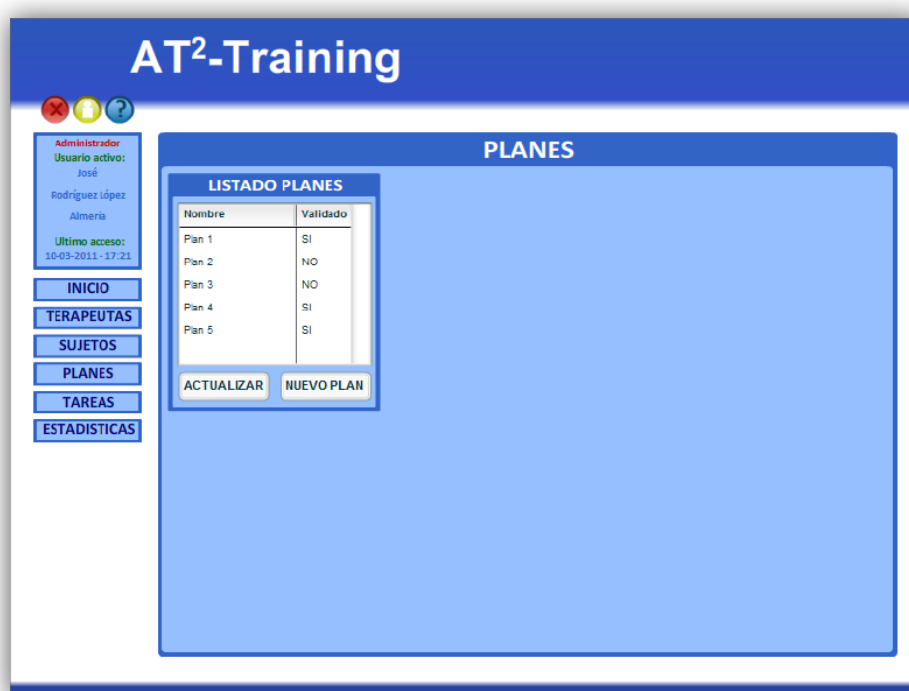 AT²-Training
Administrador
Usuario activo:
José
Rodríguez López
Almería
Ultimo acceso:
10-03-2011 - 17:21
INICIO
TERAPEUTAS
SUJETOS
PLANES
TAREAS
ESTADISTICAS
PLANES
LISTADO PLANES
Nombre Validado
Plan 1 SI
Plan 2 NO
Plan 3 NO
Plan 4 SI
Plan 5 SI
ACTUALIZAR NUEVO PLAN